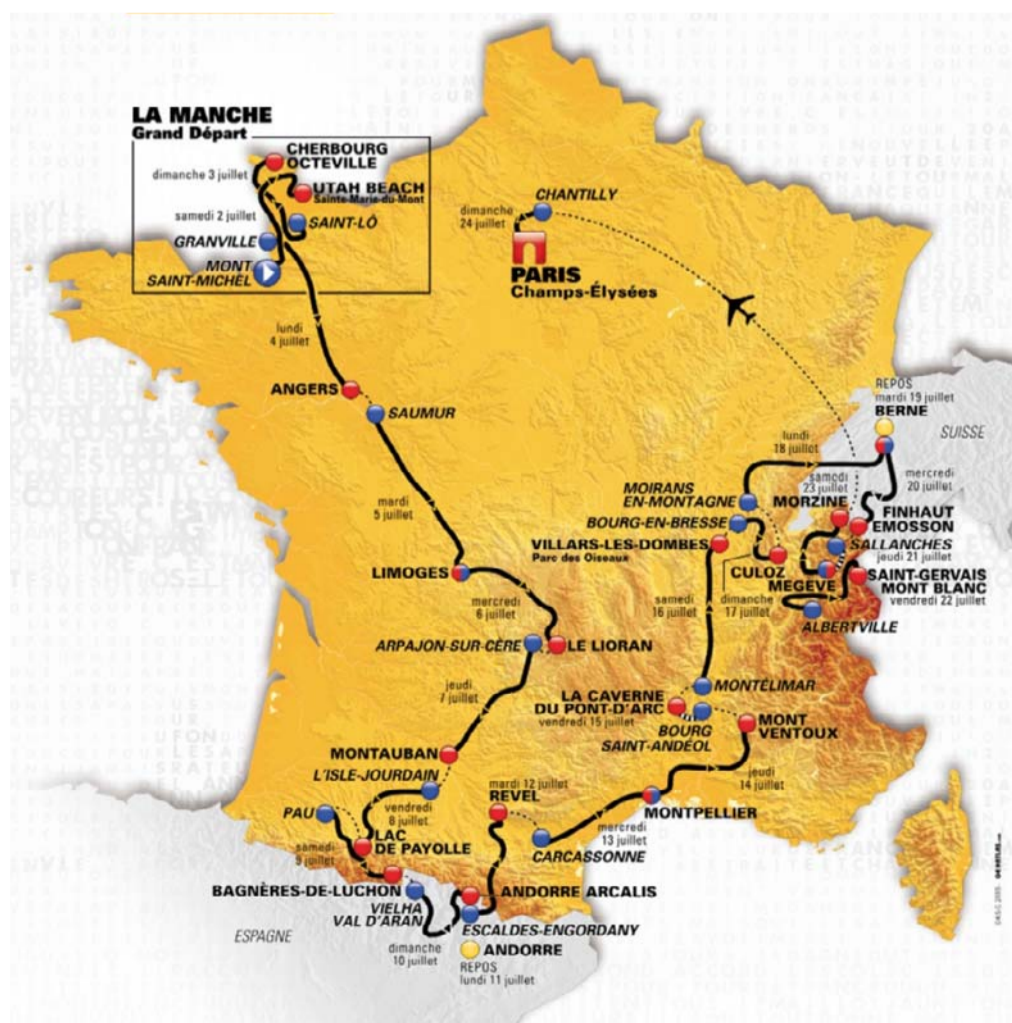 LA MANCHE
Grand Départ
CHERBOURG
OCTEVILLE
dimanche 3 juillet
UTAH BEACH
Sainte-Marie-du-Mont
samedi 2 juillet
SAINT-LÔ
GRANVILLE
MONT
SAINT-MICHEL
CHANTILLY
dimanche
24 juillet
PARIS
Champs-Élysées
lundi
4 juillet
ANGERS
SAUMUR
REPOS
mardi 19 juillet
BERNE
SUISSE
lundi
18 juillet
mercredi
20 juillet
samedi
23 juillet
MOIRANS
EN-MONTAGNE
MORZINE
FINHAUT
EMOSSON
BOURG-EN-BRESSE
mardi
5 juillet
VILLARS-LES-DOMBES
Parc des Oiseaux
SALLANCHES
jeudi 21 juillet
LIMOGES
CULOZ
MEGÈVE
SAINT-GERVAIS
MONT BLANC
vendredi 22 juillet
mercredi
6 juillet
samedi
16 juillet
dimanche
17 juillet
ALBERTVILLE
ARPAJON-SUR-CÈRE
LE LIORAN
jeudi
7 juillet
MONTÉLIMAR
LA CAVERNE
DU PONT-D'ARC
vendredi 15 juillet
BOURG
SAINT-ANDÉOL
MONT
VENTOUX
MONTAUBAN
L'ISLE-JOURDAIN
mardi 12 juillet
REVEL
jeudi
14 juillet
PAU
vendredi
8 juillet
MONTPELLIER
mercredi
13 juillet
samedi
9 juillet
LAC
DE PAYOLLE
CARCASSONNE
BAGNÈRES-DE-LUCHON
ANDORRE ARCALIS
VIELHA
VAL D'ARAN
ESCALDES-ENGORDANY
ESPAGNE
dimanche
10 juillet
ANDORRE
REPOS
lundi 11 juillet